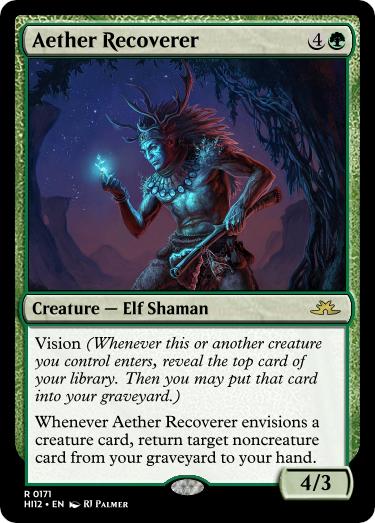 Aether Recoverer 4
Creature — Elf Shaman
Vision (Whenever this or another creature
you control enters, reveal the top card of
your library. Then you may put that card
into your graveyard.)
Whenever Aether Recoverer envisions a
creature card, return target noncreature
card from your graveyard to your hand.
4/3
R 0171
HI12 • EN RJ PALMER